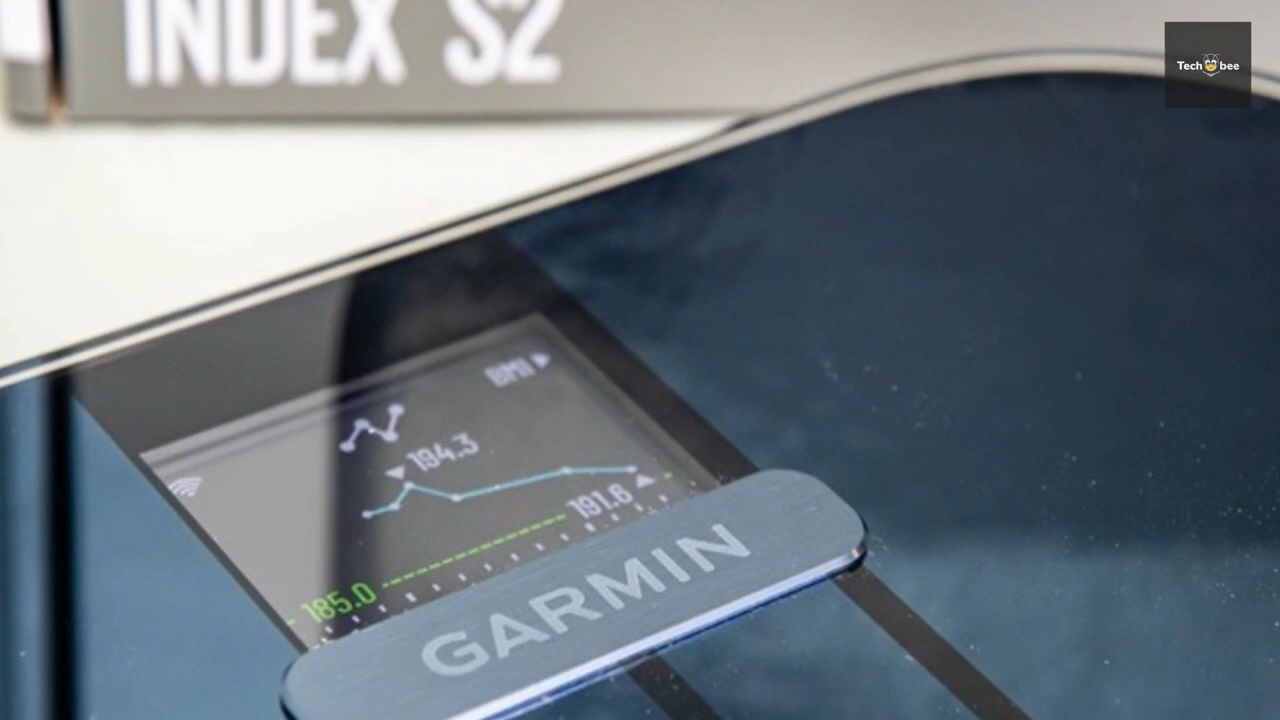 INDEX S2
Tech bee
BMI
194.3
191.6
185.0
GARMIN